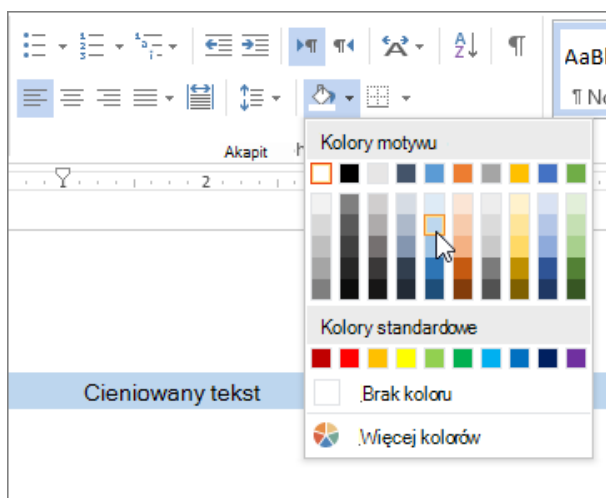 AaBl
¶ No
Akapit
2
Kolory motywu
Kolory standardowe
Cieniowany tekst
Brak koloru
Więcej kolorów